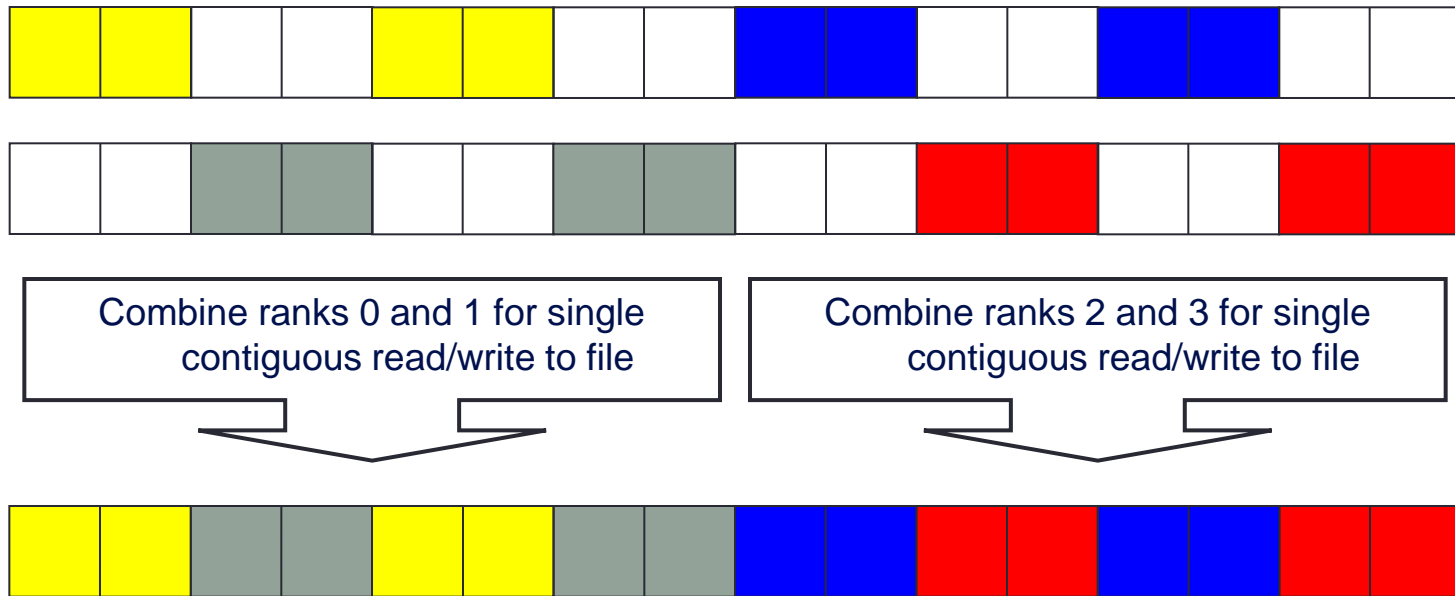 Combine ranks 0 and 1 for single
contiguous read/write to file
Combine ranks 2 and 3 for single
contiguous read/write to file